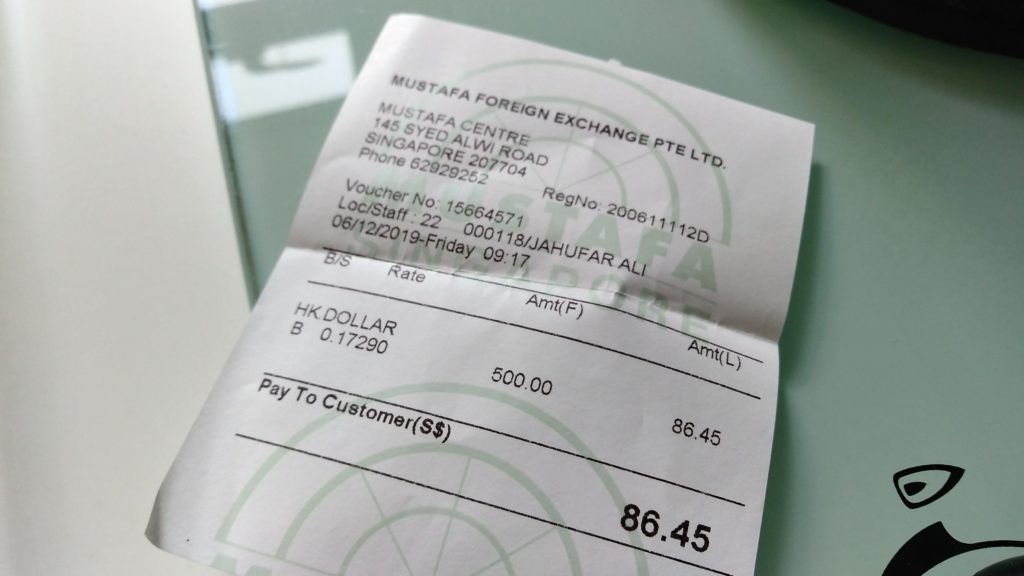 MUSTAFA FOREIGN EXCHANGE PTE LTD.
MUSTAFA CENTRE
145 SYED ALWI ROAD
SINGAPORE 207704
Phone 62929252 RegNo: 200611112D
Voucher No: 15664571
Loc/Staff : 22 000118/JAHUFAR ALI
06/12/2019-Friday 09:17
B/S Rate Amt(F) Amt(L)
HK.DOLLAR
B 0.17290 500.00 86.45
Pay To Customer(S$) 86.45
MUSTAFA
SINGAPORE